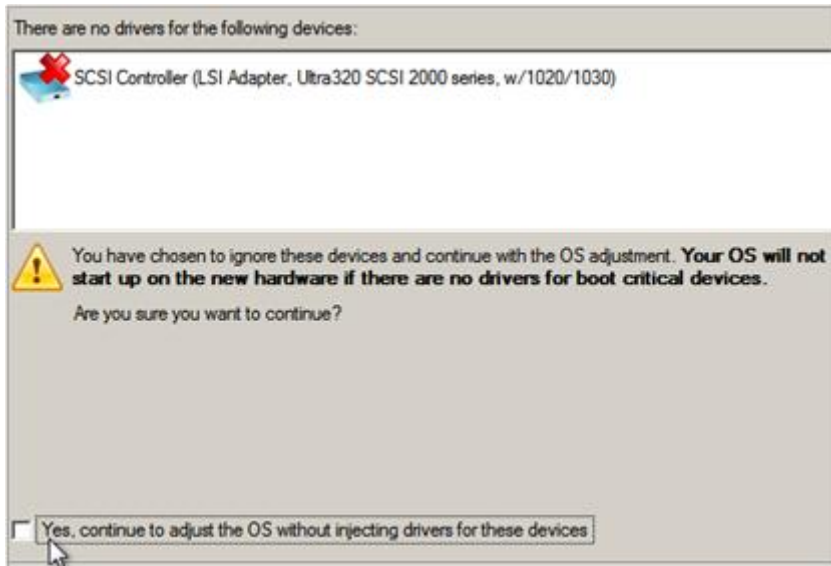 There are no drivers for the following devices:
SCSI Controller (LSI Adapter, Ultra320 SCSI 2000 series, w/1020/1030)
You have chosen to ignore these devices and continue with the OS adjustment. Your OS will not
start up on the new hardware if there are no drivers for boot critical devices.
Are you sure you want to continue?
Yes, continue to adjust the OS without injecting drivers for these devices